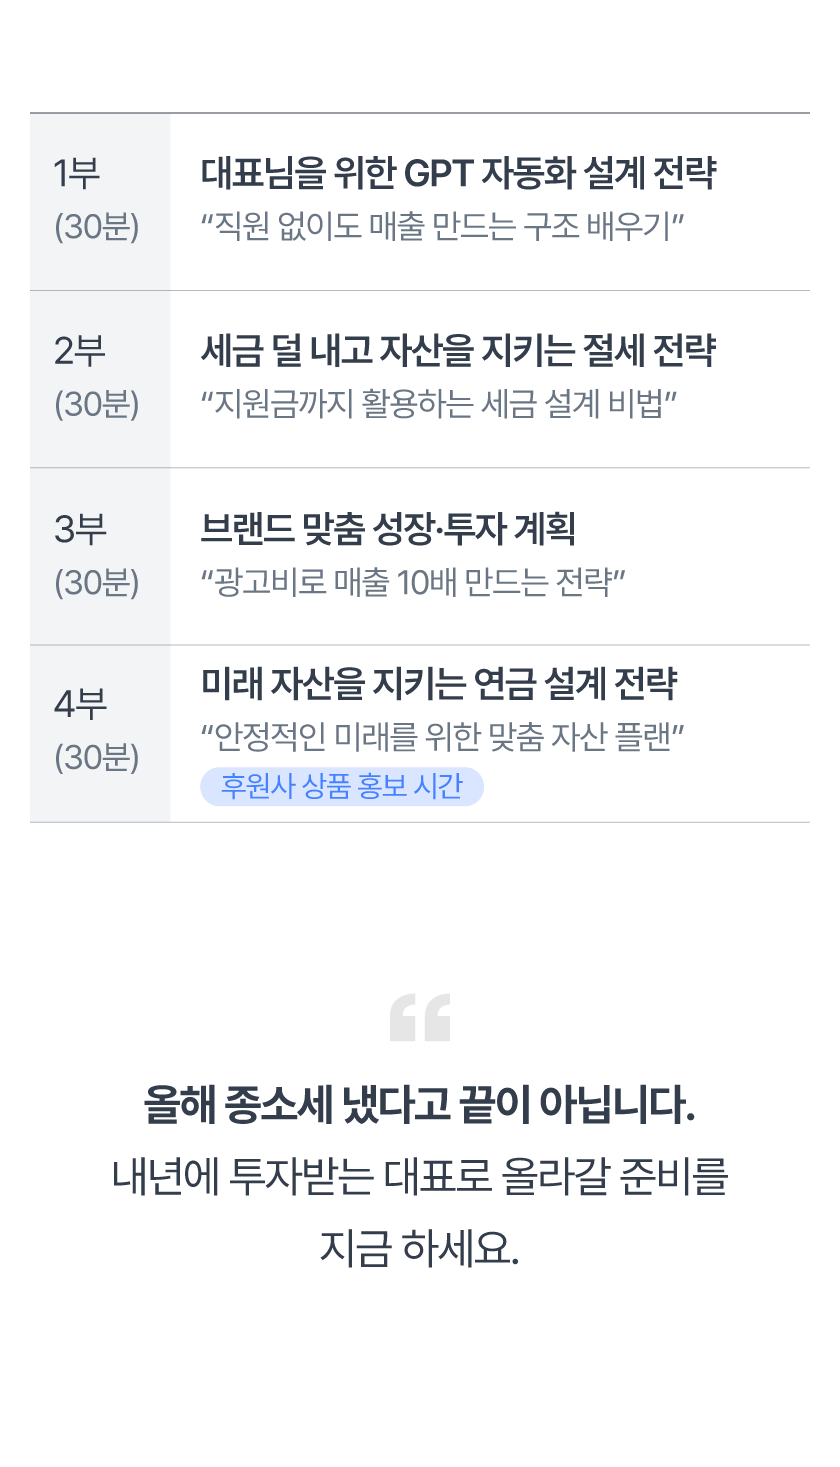 1부
(30분)
대표님을 위한 GPT 자동화 설계 전략
“직원 없이도 매출 만드는 구조 배우기”
2부
(30분)
세금 덜 내고 자산을 지키는 절세 전략
“지원금까지 활용하는 세금 설계 비법”
3부
(30분)
브랜드 맞춤 성장·투자 계획
“광고비로 매출 10배 만드는 전략”
4부
(30분)
미래 자산을 지키는 연금 설계 전략
“안정적인 미래를 위한 맞춤 자산 플랜”
후원사 상품 홍보 시간
“
올해 종소세 냈다고 끝이 아닙니다.
내년에 투자받는 대표로 올라갈 준비를
지금 하세요.